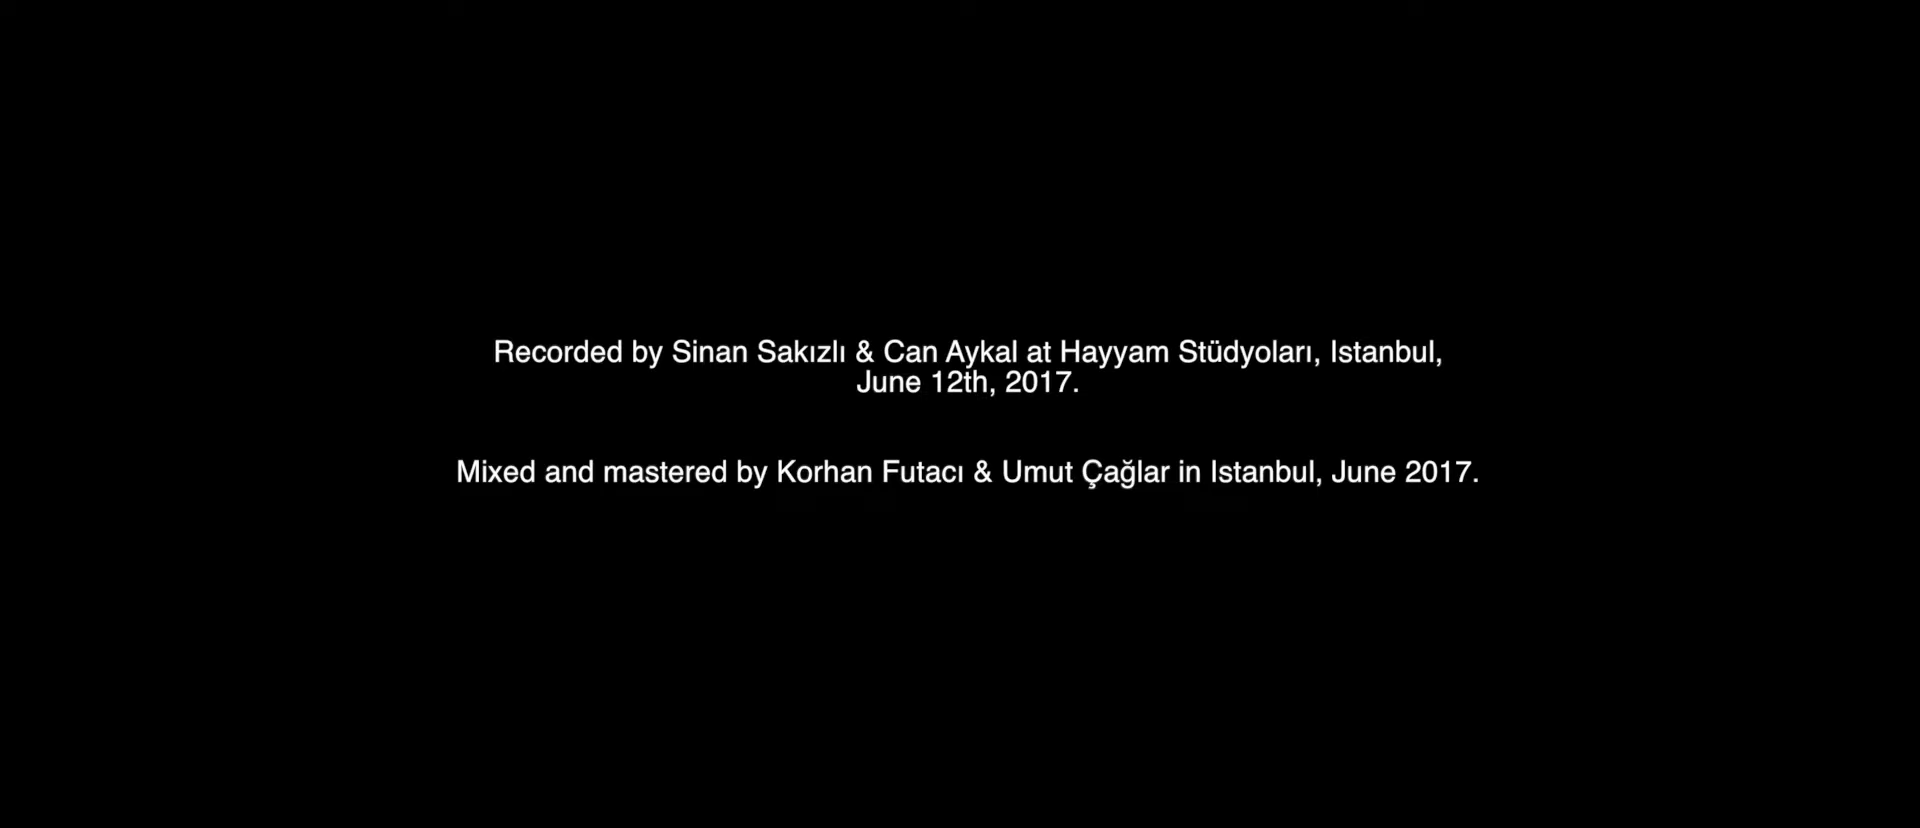 Recorded by Sinan Sakızlı & Can Aykal at Hayyam Stüdyoları, Istanbul,
June 12th, 2017.
Mixed and mastered by Korhan Futacı & Umut Çağlar in Istanbul, June 2017.